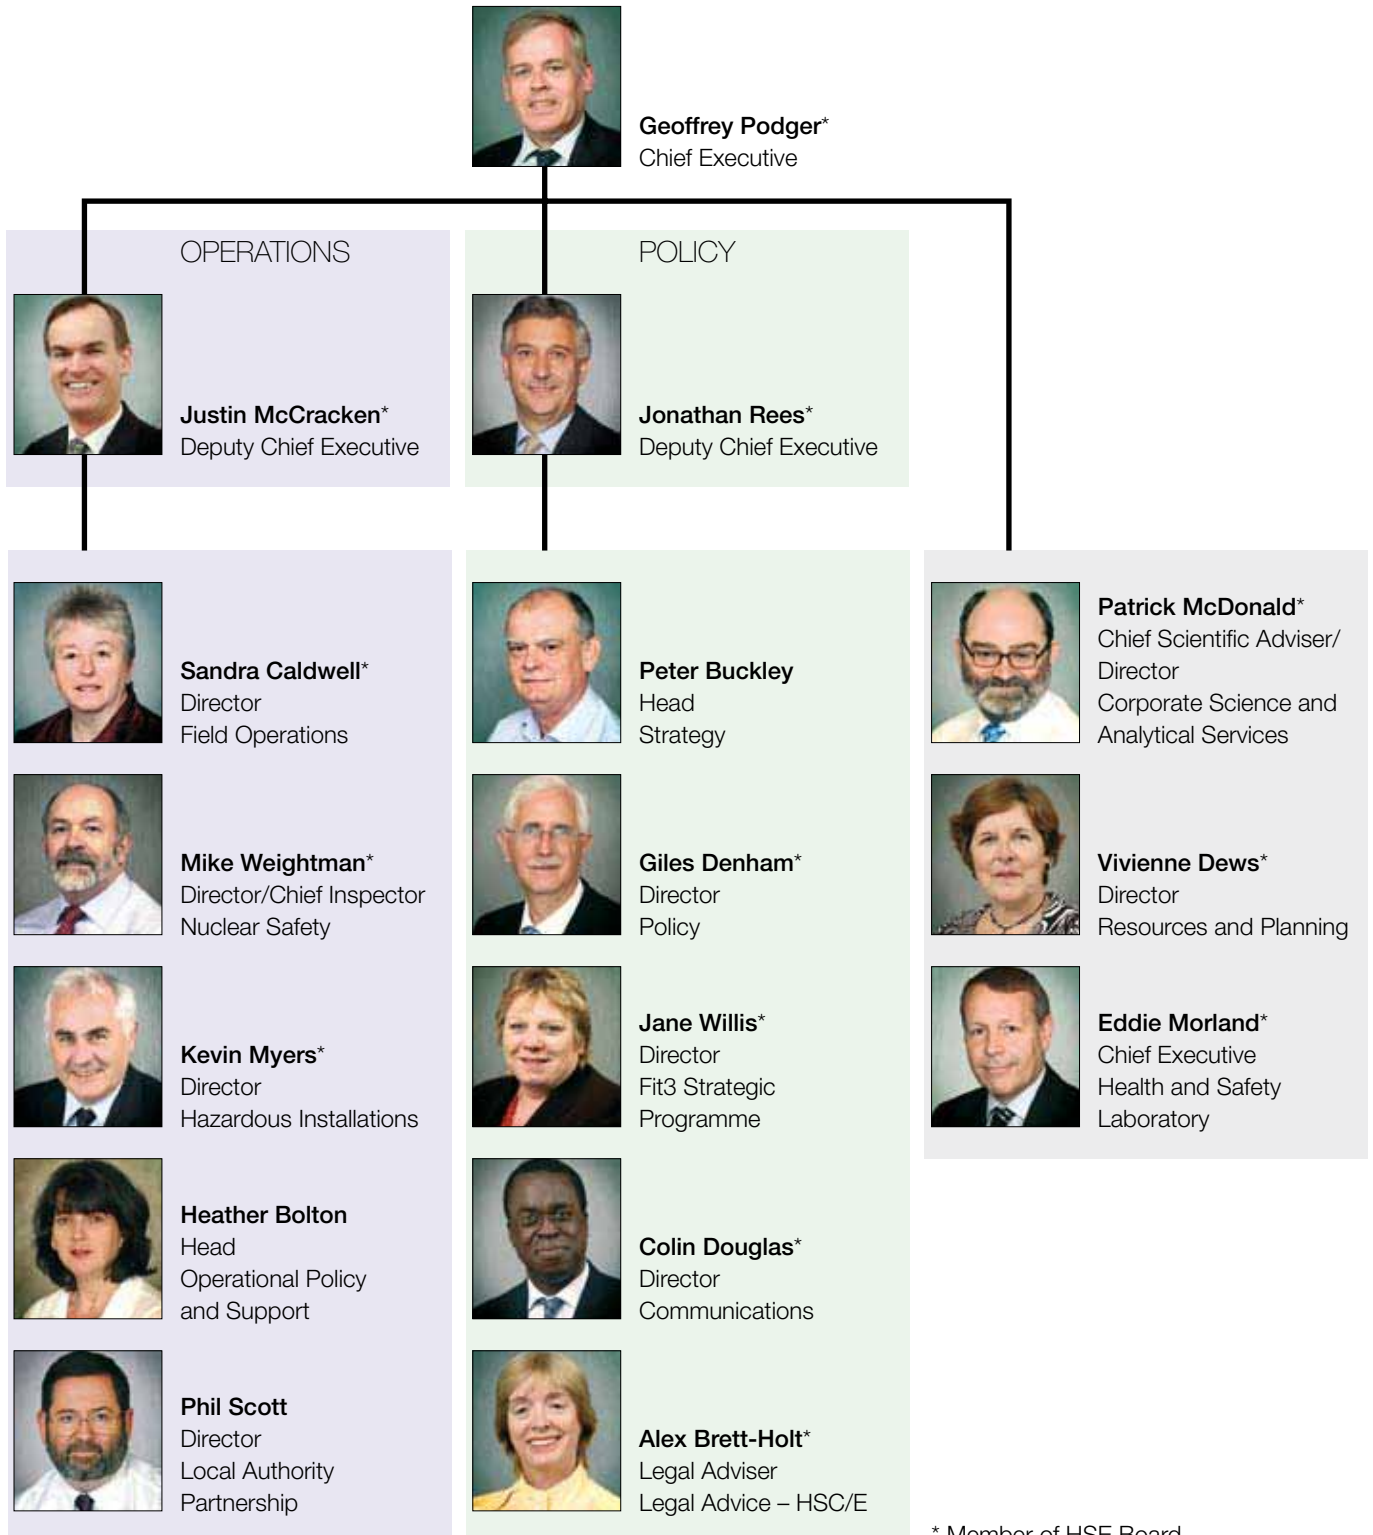 Geoffrey Podger*
Chief Executive
OPERATIONS
Justin McCracken*
Deputy Chief Executive
POLICY
Jonathan Rees*
Deputy Chief Executive
Sandra Caldwell*
Director
Field Operations
Mike Weightman*
Director/Chief Inspector
Nuclear Safety
Kevin Myers*
Director
Hazardous Installations
Heather Bolton
Head
Operational Policy
and Support
Phil Scott
Director
Local Authority
Partnership
Peter Buckley
Head
Strategy
Giles Denham*
Director
Policy
Jane Willis*
Director
Fit3 Strategic
Programme
Colin Douglas*
Director
Communications
Alex Brett-Holt*
Legal Adviser
Legal Advice – HSC/E
Patrick McDonald*
Chief Scientific Adviser/
Director
Corporate Science and
Analytical Services
Vivienne Dews*
Director
Resources and Planning
Eddie Morland*
Chief Executive
Health and Safety
Laboratory
* Member of HSE Board